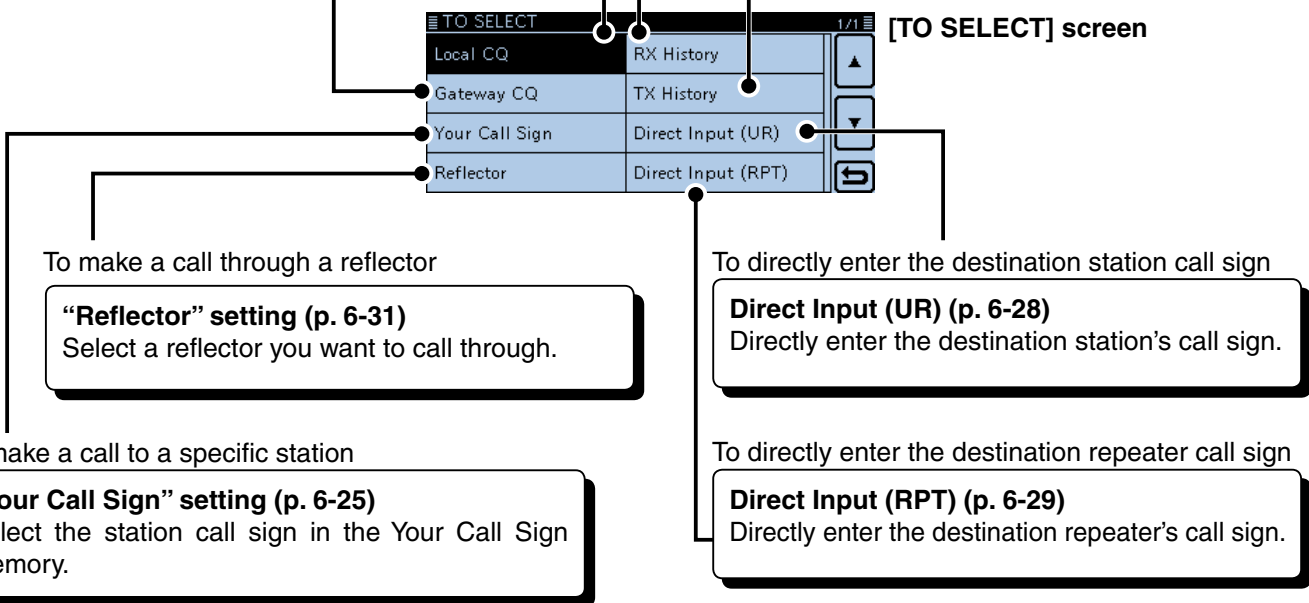 TO SELECT 1/1
[TO SELECT] screen
Local CQ RX History
Gateway CQ TX History
Your Call Sign Direct Input (UR)
Reflector Direct Input (RPT)
To make a call through a reflector
“Reflector” setting (p. 6-31)
Select a reflector you want to call through.
To directly enter the destination station call sign
Direct Input (UR) (p. 6-28)
Directly enter the destination station’s call sign.
make a call to a specific station
our Call Sign” setting (p. 6-25)
lect the station call sign in the Your Call Sign
emory.
To directly enter the destination repeater call sign
Direct Input (RPT) (p. 6-29)
Directly enter the destination repeater’s call sign.